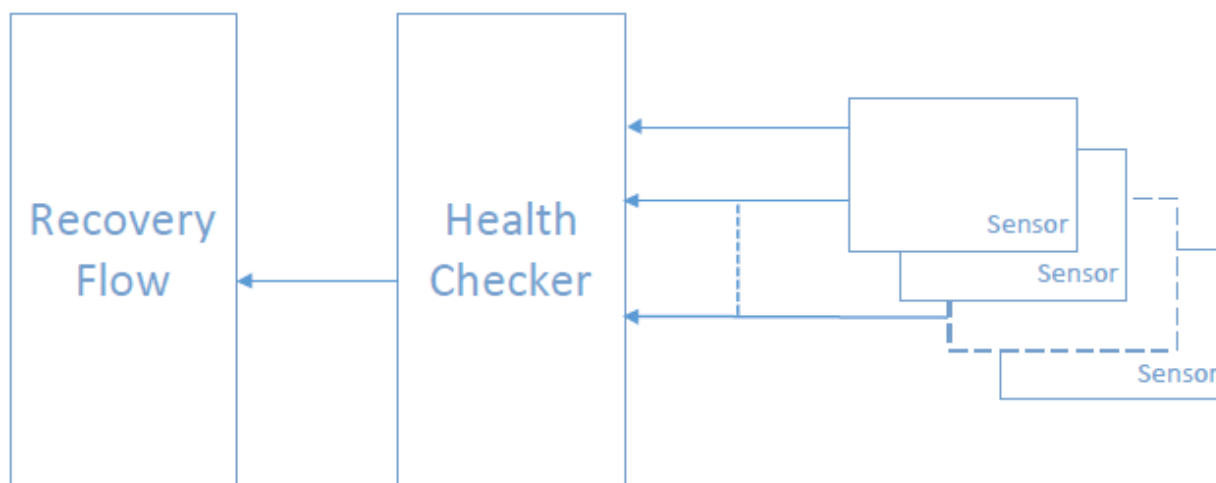 Recovery
Flow
Health
Checker
Sensor
Sensor
Sensor